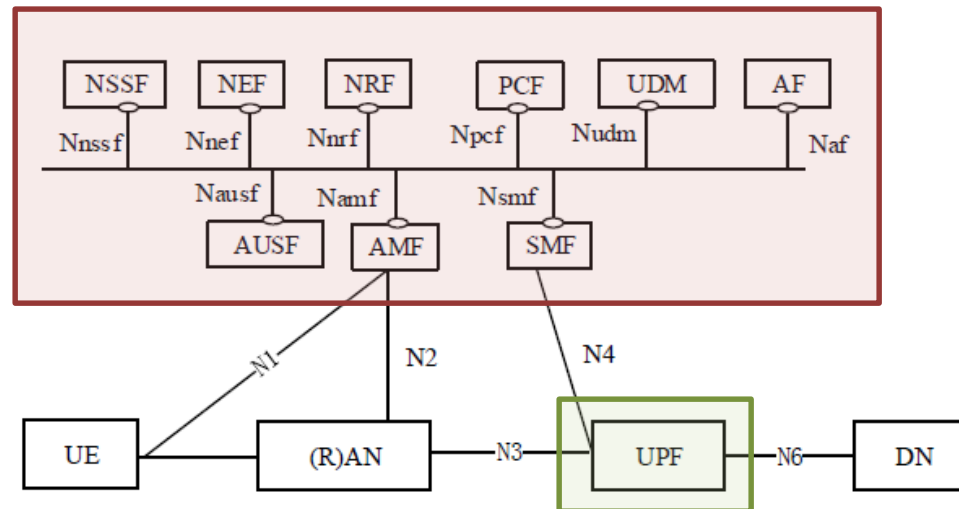 NSSF NEF NRF PCF UDM AF
Nnssf Nnef Nnrf Npcf Nudm Naf
Nausf Namf Nsmf
AUSF AMF SMF
N1 N2 N4
UE (R)AN N3 UPF N6 DN